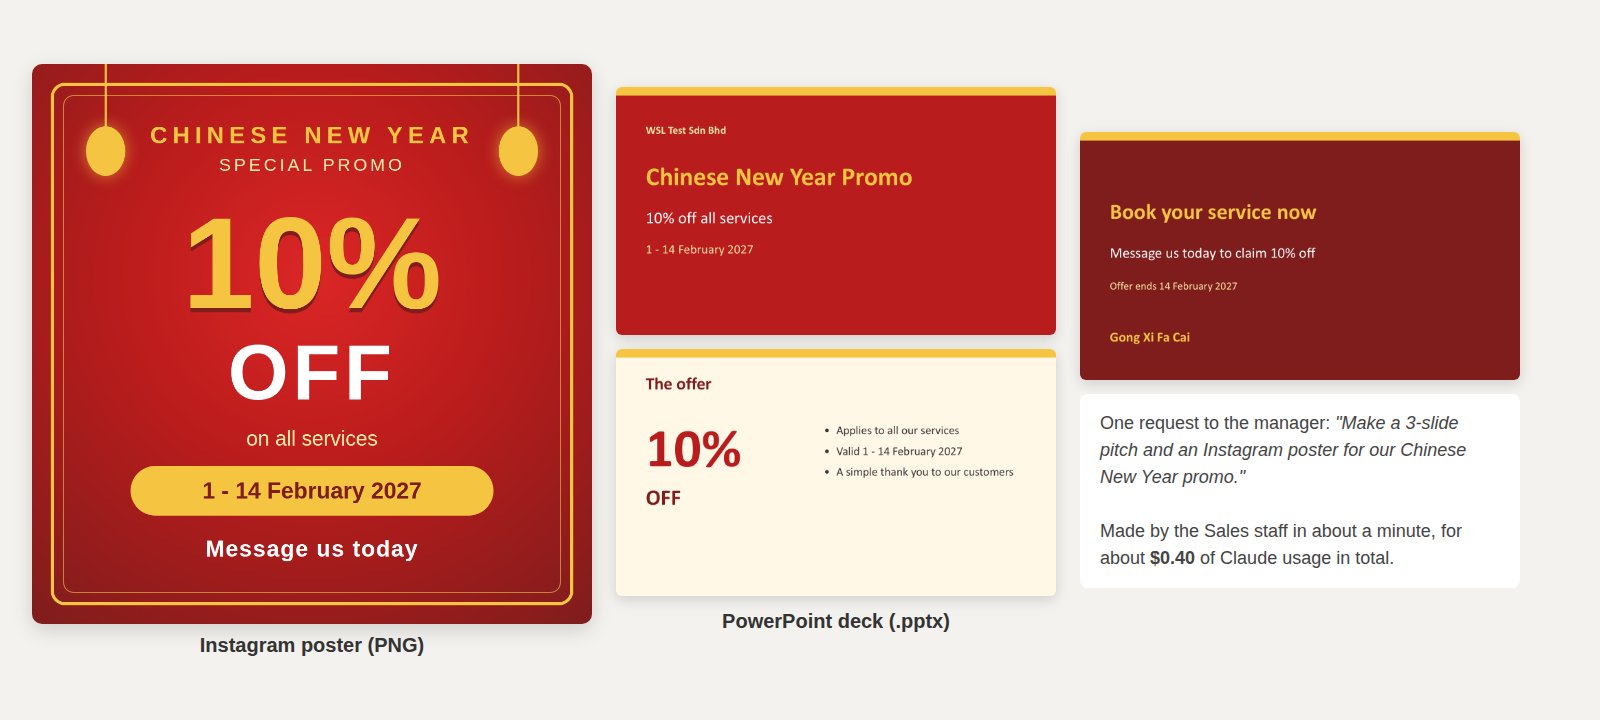 CHINESE NEW YEAR
SPECIAL PROMO
10%
OFF
on all services
1 - 14 February 2027
Message us today
Instagram poster (PNG)
WSL Test Sdn Bhd
Chinese New Year Promo
10% off all services
1 - 14 February 2027
The offer
10%
OFF
• Applies to all our services
• Valid 1 - 14 February 2027
• A simple thank you to our customers
PowerPoint deck (.pptx)
Book your service now
Message us today to claim 10% off
Offer ends 14 February 2027
Gong Xi Fa Cai
One request to the manager: "Make a 3-slide
pitch and an Instagram poster for our Chinese
New Year promo."
Made by the Sales staff in about a minute, for
about $0.40 of Claude usage in total.